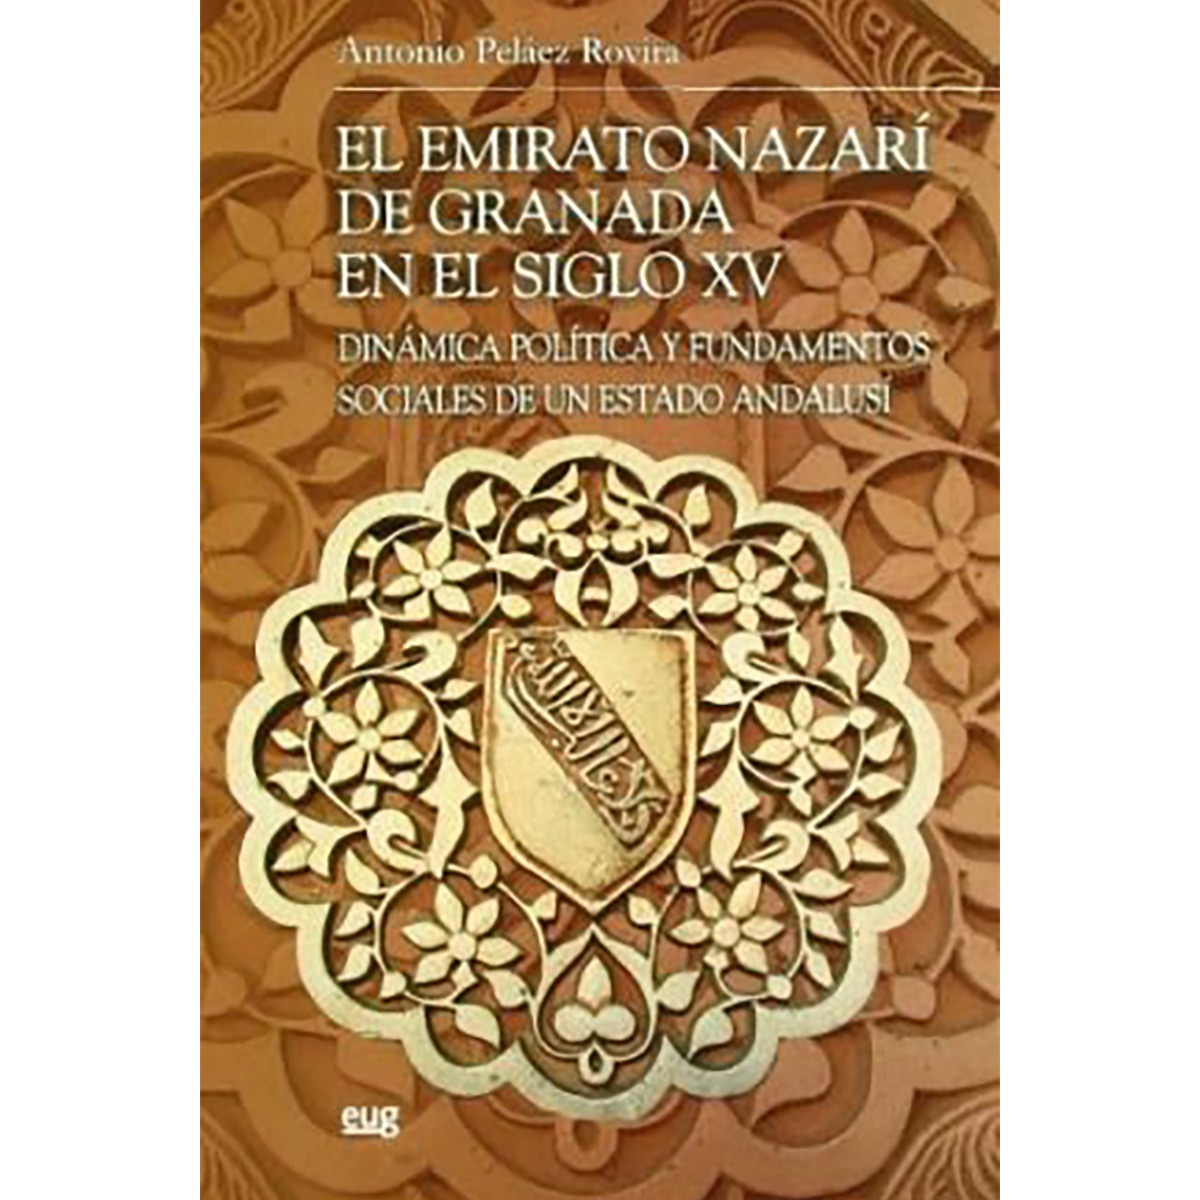 Antonio Peláez Rovira
EL EMIRATO NAZARÍ
DE GRANADA
EN EL SIGLO XV
DINÁMICA POLÍTICA Y FUNDAMENTOS
SOCIALES DE UN ESTADO ANDALUSÍ
eug